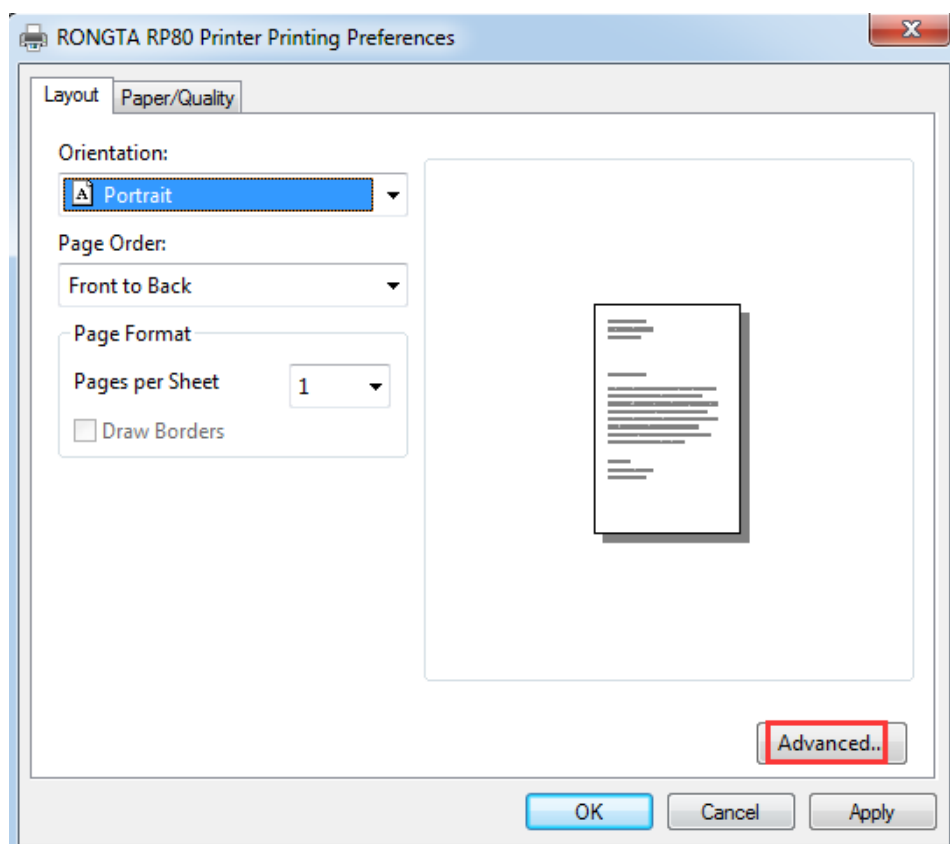 RONGTA RP80 Printer Printing Preferences
Layout Paper/Quality
Orientation:
A Portrait
Page Order:
Front to Back
Page Format
Pages per Sheet 1
Draw Borders
Advanced...
OK Cancel Apply